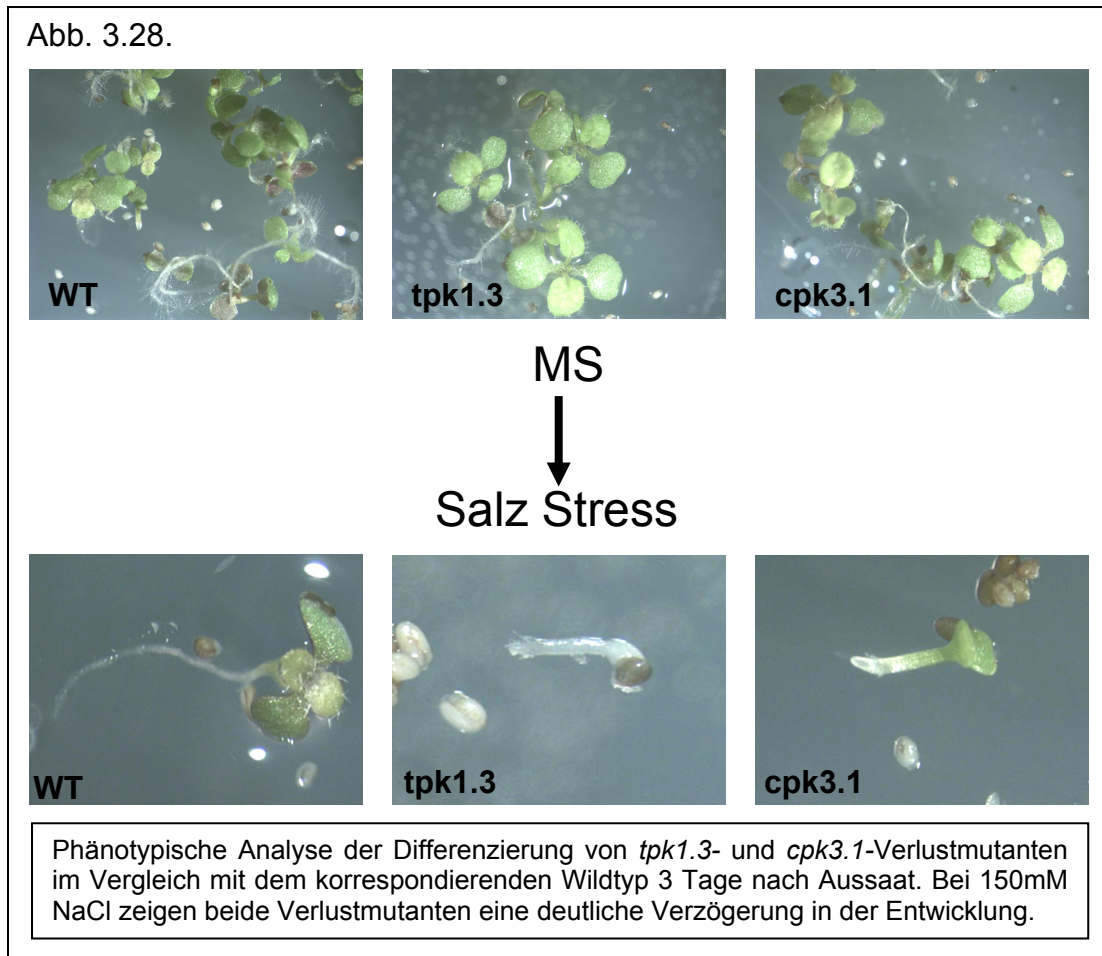 Abb. 3.28.
WT
tpk1.3
cpk3.1
MS
Salz Stress
WT
tpk1.3
cpk3.1
Phänotypische Analyse der Differenzierung von tpk1.3- und cpk3.1-Verlustmutanten
im Vergleich mit dem korrespondierenden Wildtyp 3 Tage nach Aussaat. Bei 150mM
NaCl zeigen beide Verlustmutanten eine deutliche Verzögerung in der Entwicklung.